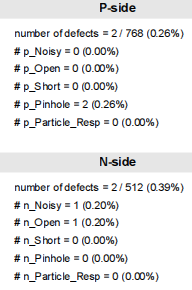 P-side
number of defects = 2 / 768 (0.26%)
# p_Noisy = 0 (0.00%)
# p_Open = 0 (0.00%)
# p_Short = 0 (0.00%)
# p_Pinhole = 2 (0.26%)
# p_Particle_Resp = 0 (0.00%)
N-side
number of defects = 2 / 512 (0.39%)
# n_Noisy = 1 (0.20%)
# n_Open = 1 (0.20%)
# n_Short = 0 (0.00%)
# n_Pinhole = 0 (0.00%)
# n_Particle_Resp = 0 (0.00%)